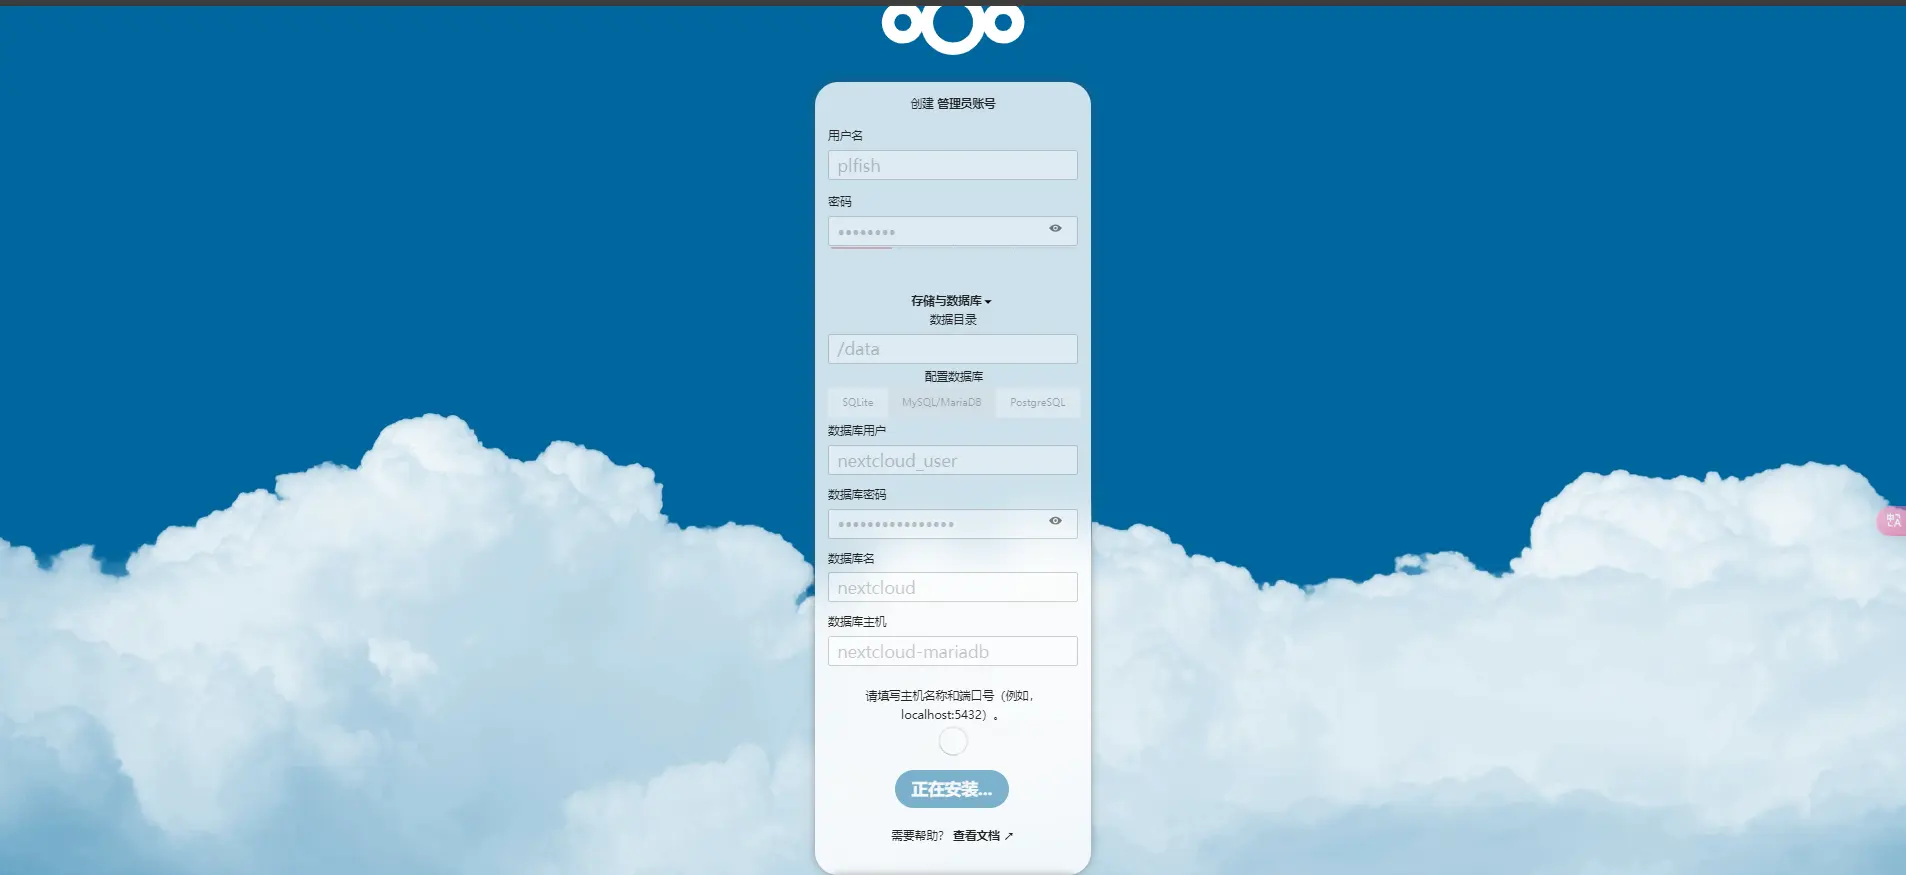 创建 管理员账号
用户名
plfish
密码
••••••••
存储与数据库
数据目录
/data
配置数据库
SQLite MySQL/MariaDB PostgreSQL
数据库用户
nextcloud_user
数据库密码
••••••••••••••••
数据库名
nextcloud
数据库主机
nextcloud-mariadb
请填写主机名称和端口号（例如，
localhost:5432）。
正在安装...
需要帮助？ 查看文档 ↗